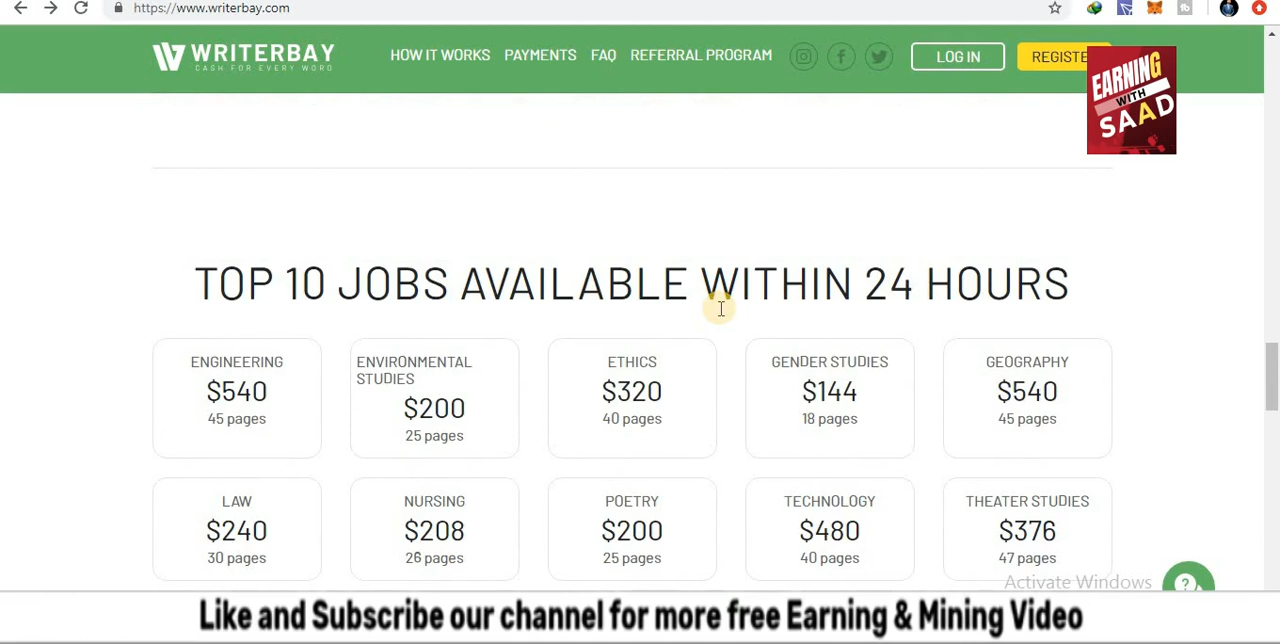 https://www.writerbay.com
WRITERBAY
CASH FOR EVERY WORD
HOW IT WORKS PAYMENTS FAQ REFERRAL PROGRAM
LOG IN
REGISTE
EARNING
WITH
SAAD
TOP 10 JOBS AVAILABLE WITHIN 24 HOURS
ENGINEERING
$540
45 pages
ENVIRONMENTAL
STUDIES
$200
25 pages
ETHICS
$320
40 pages
GENDER STUDIES
$144
18 pages
GEOGRAPHY
$540
45 pages
LAW
$240
30 pages
NURSING
$208
26 pages
POETRY
$200
25 pages
TECHNOLOGY
$480
40 pages
THEATER STUDIES
$376
47 pages
Activate Windows
?
Like and Subscribe our channel for more free Earning & Mining Video